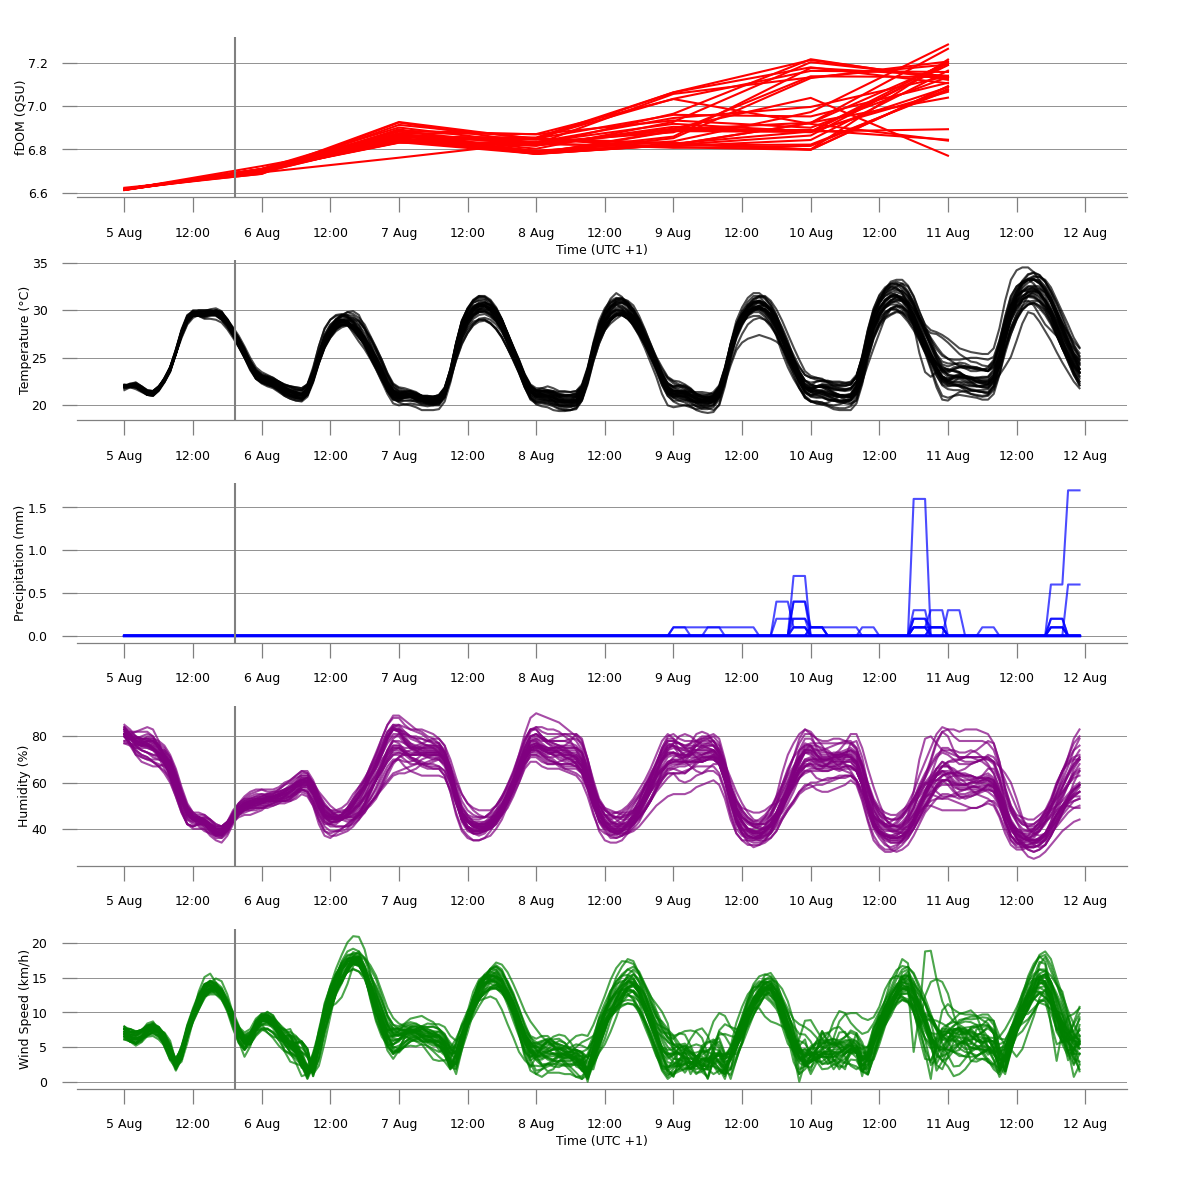 7.2
7.0
6.8
6.6
fDOM (QSU)
5 Aug 12:00 6 Aug 12:00 7 Aug 12:00 8 Aug 12:00 9 Aug 12:00 10 Aug 12:00 11 Aug 12:00 12 Aug
Time (UTC +1)
35
30
25
20
Temperature (°C)
5 Aug 12:00 6 Aug 12:00 7 Aug 12:00 8 Aug 12:00 9 Aug 12:00 10 Aug 12:00 11 Aug 12:00 12 Aug
1.5
1.0
0.5
0.0
Precipitation (mm)
5 Aug 12:00 6 Aug 12:00 7 Aug 12:00 8 Aug 12:00 9 Aug 12:00 10 Aug 12:00 11 Aug 12:00 12 Aug
80
60
40
Humidity (%)
5 Aug 12:00 6 Aug 12:00 7 Aug 12:00 8 Aug 12:00 9 Aug 12:00 10 Aug 12:00 11 Aug 12:00 12 Aug
20
15
10
5
0
Wind Speed (km/h)
5 Aug 12:00 6 Aug 12:00 7 Aug 12:00 8 Aug 12:00 9 Aug 12:00 10 Aug 12:00 11 Aug 12:00 12 Aug
Time (UTC +1)